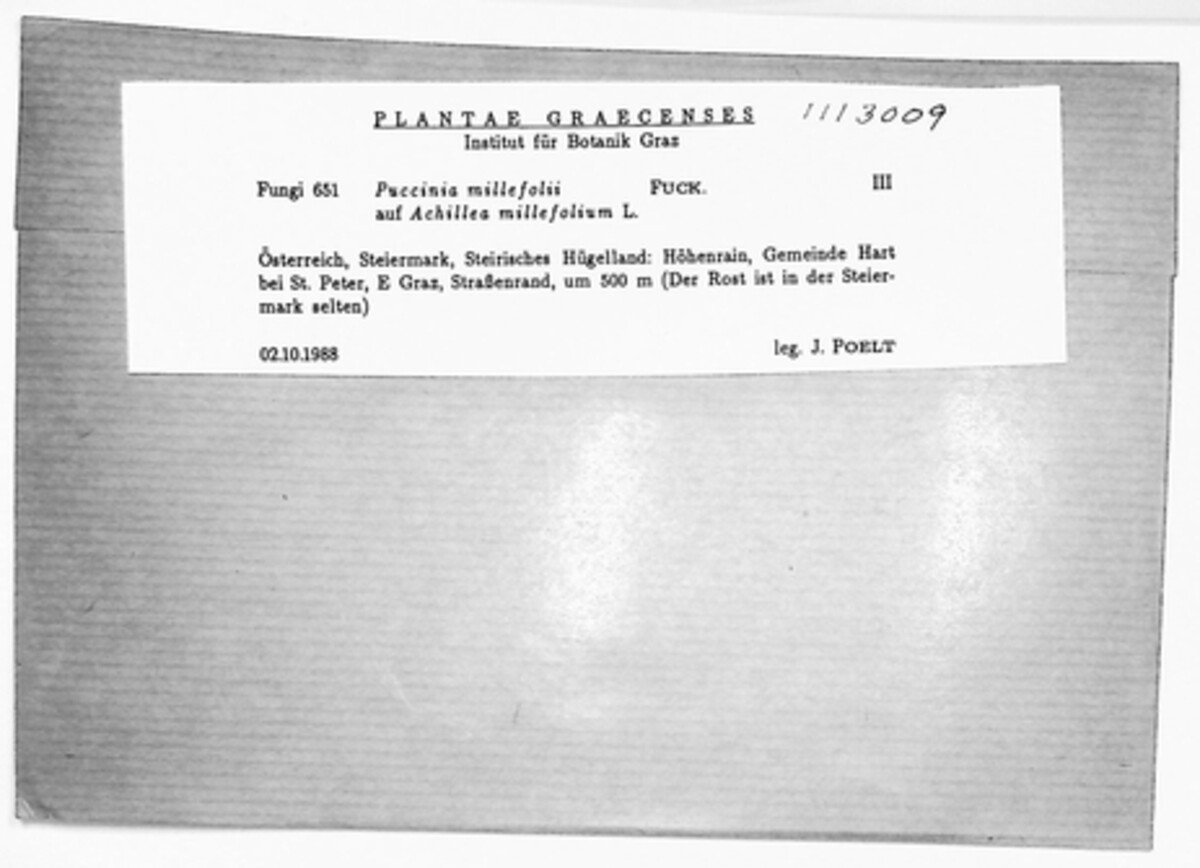 PLANTAE GRAECENSES 1113009
Institut für Botanik Graz
Fungi 651 Puccinia millefolii FUCK. III
auf Achillea millefolium L.
Österreich, Steiermark, Steirisches Hügelland: Höhenrain, Gemeinde Hart
bei St. Peter, E Graz, Straßenrand, um 500 m (Der Rost ist in der Steier-
mark selten)
02.10.1988 leg. J. POELT